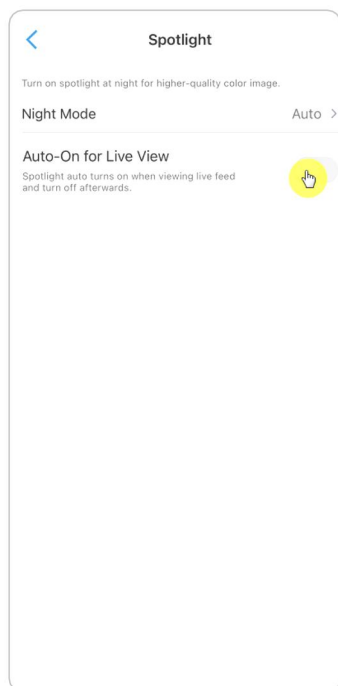 Spotlight
Turn on spotlight at night for higher-quality color image.
Night Mode Auto
Auto-On for Live View
Spotlight auto turns on when viewing live feed
and turn off afterwards.